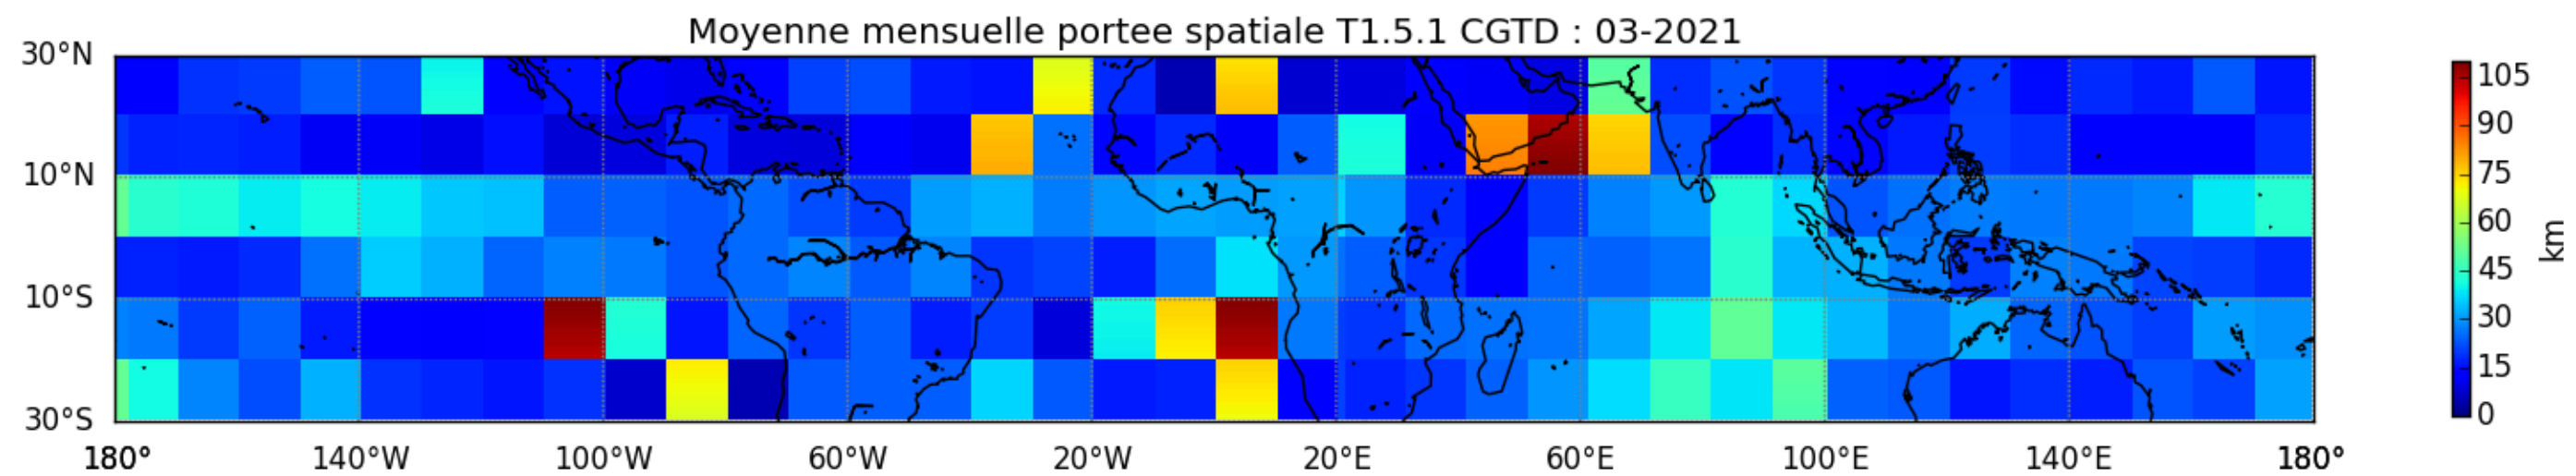 Moyenne mensuelle portee spatiale T1.5.1 CGTD : 03-2021
30°N
10°N
10°S
30°S
180° 140°W 100°W 60°W 20°W 20°E 60°E 100°E 140°E 180°
105
90
75
60
45
30
15
0
km